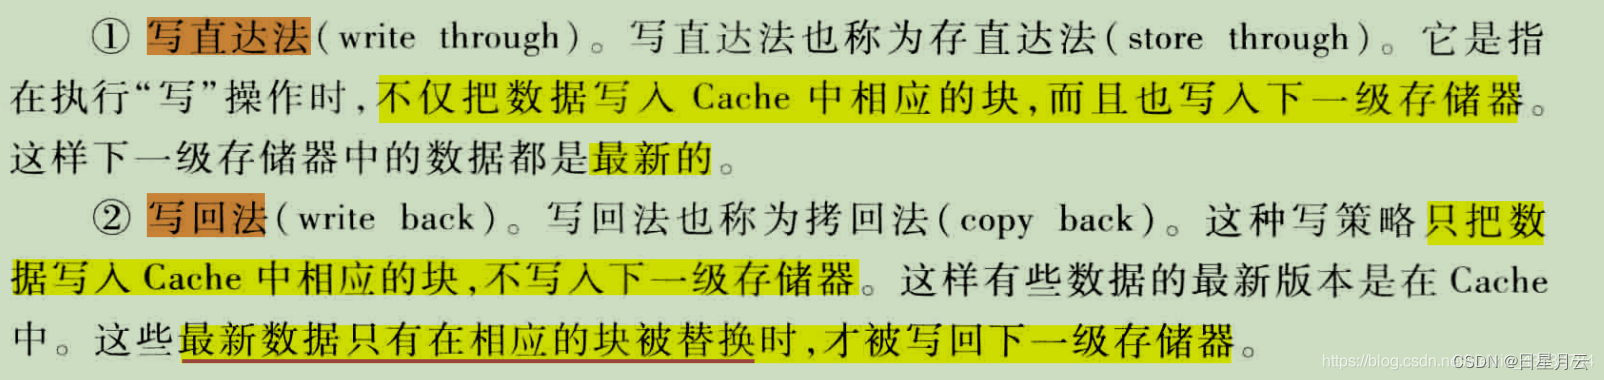 ① 写直达法(write through)。写直达法也称为存直达法(store through)。它是指
在执行“写”操作时,不仅把数据写入 Cache 中相应的块,而且也写入下一级存储器。
这样下一级存储器中的数据都是最新的。
② 写回法(write back)。写回法也称为拷回法(copy back)。这种写策略只把数
据写入 Cache 中相应的块,不写入下一级存储器。这样有些数据的最新版本是在 Cache
中。这些最新数据只有在相应的块被替换时,才被写回下一级存储器。
https://blog.csdn.net
CSDN @日星月云